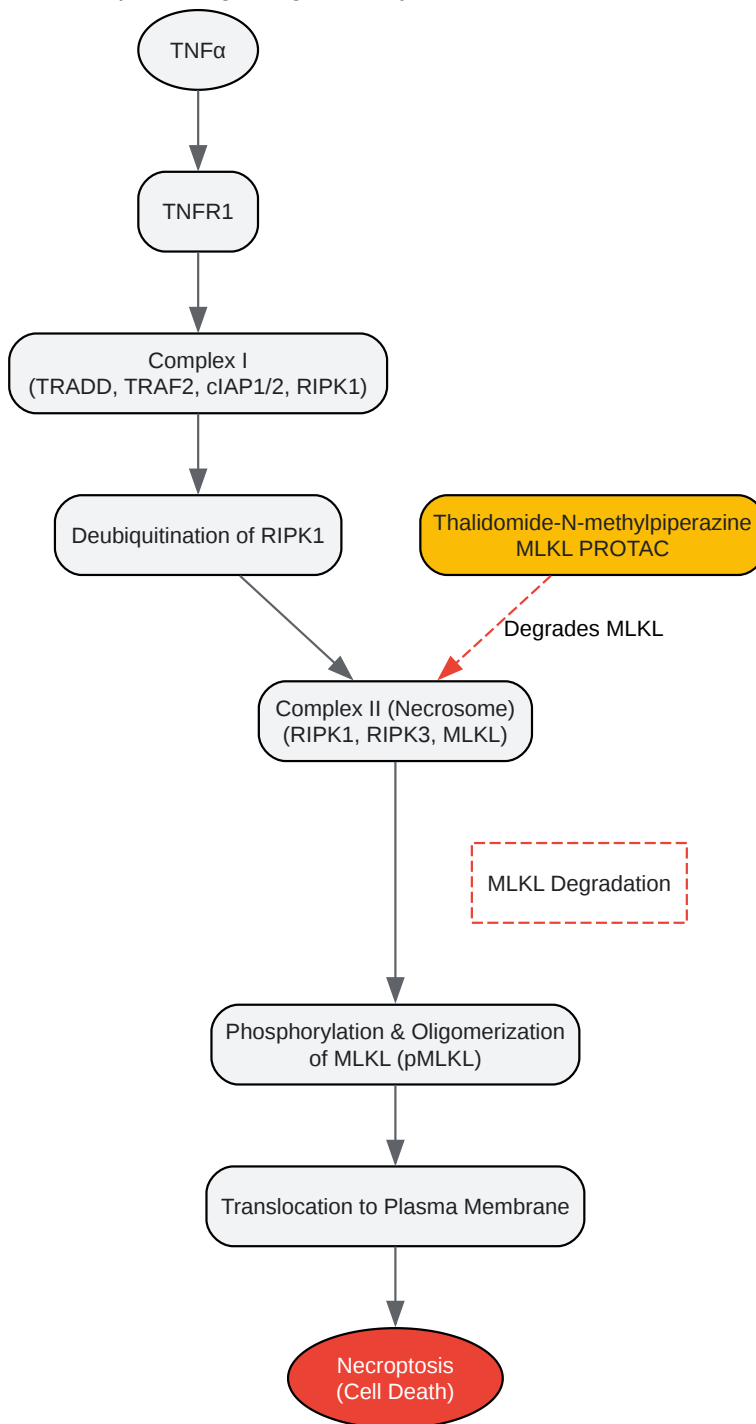 TNFα
TNFR1
Complex I
(TRADD, TRAF2, cIAP1/2, RIPK1)
Deubiquitination of RIPK1
Thalidomide-N-methylpiperazine
MLKL PROTAC
Degrades MLKL
Complex II (Necrosome)
(RIPK1, RIPK3, MLKL)
MLKL Degradation
Phosphorylation & Oligomerization
of MLKL (pMLKL)
Translocation to Plasma Membrane
Necroptosis
(Cell Death)